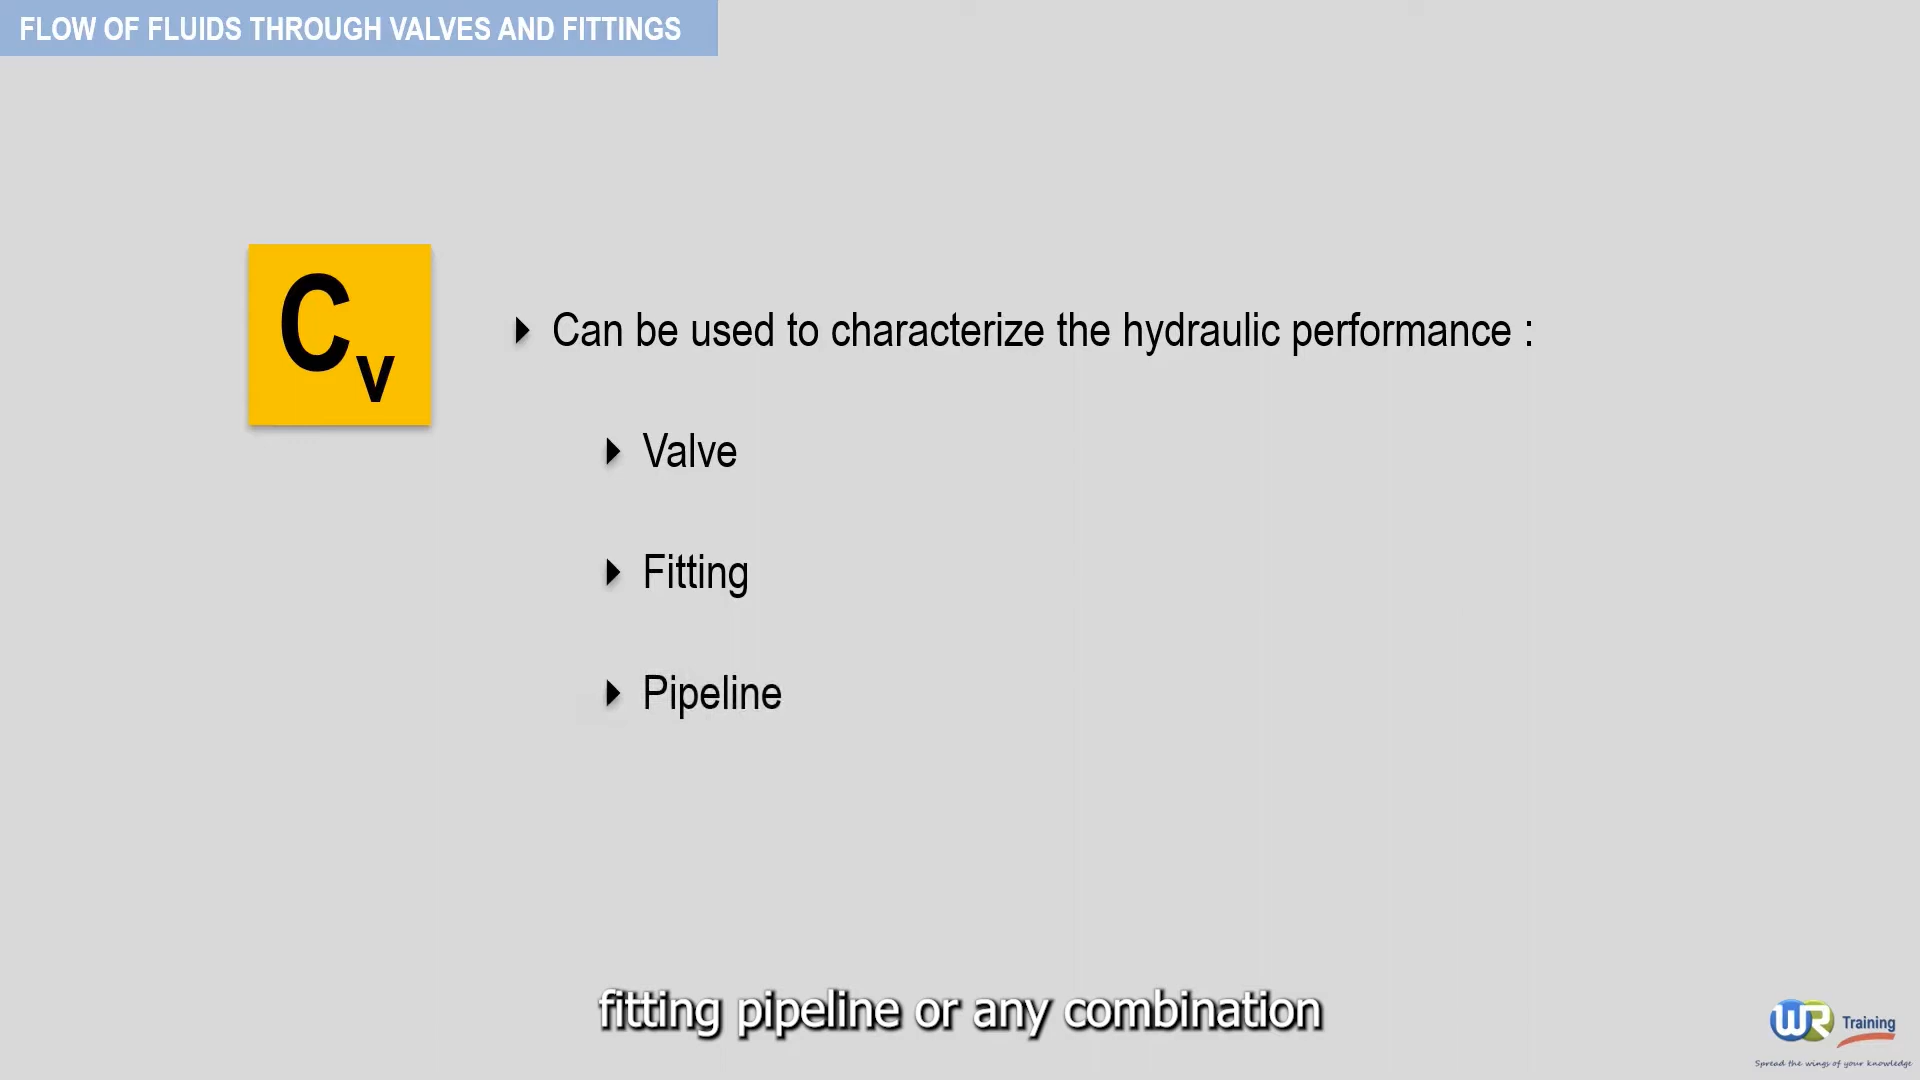 FLOW OF FLUIDS THROUGH VALVES AND FITTINGS
Cv
Can be used to characterize the hydraulic performance :
Valve
Fitting
Pipeline
fitting pipeline or any combination
WR Training
Spread the wings of your knowledge